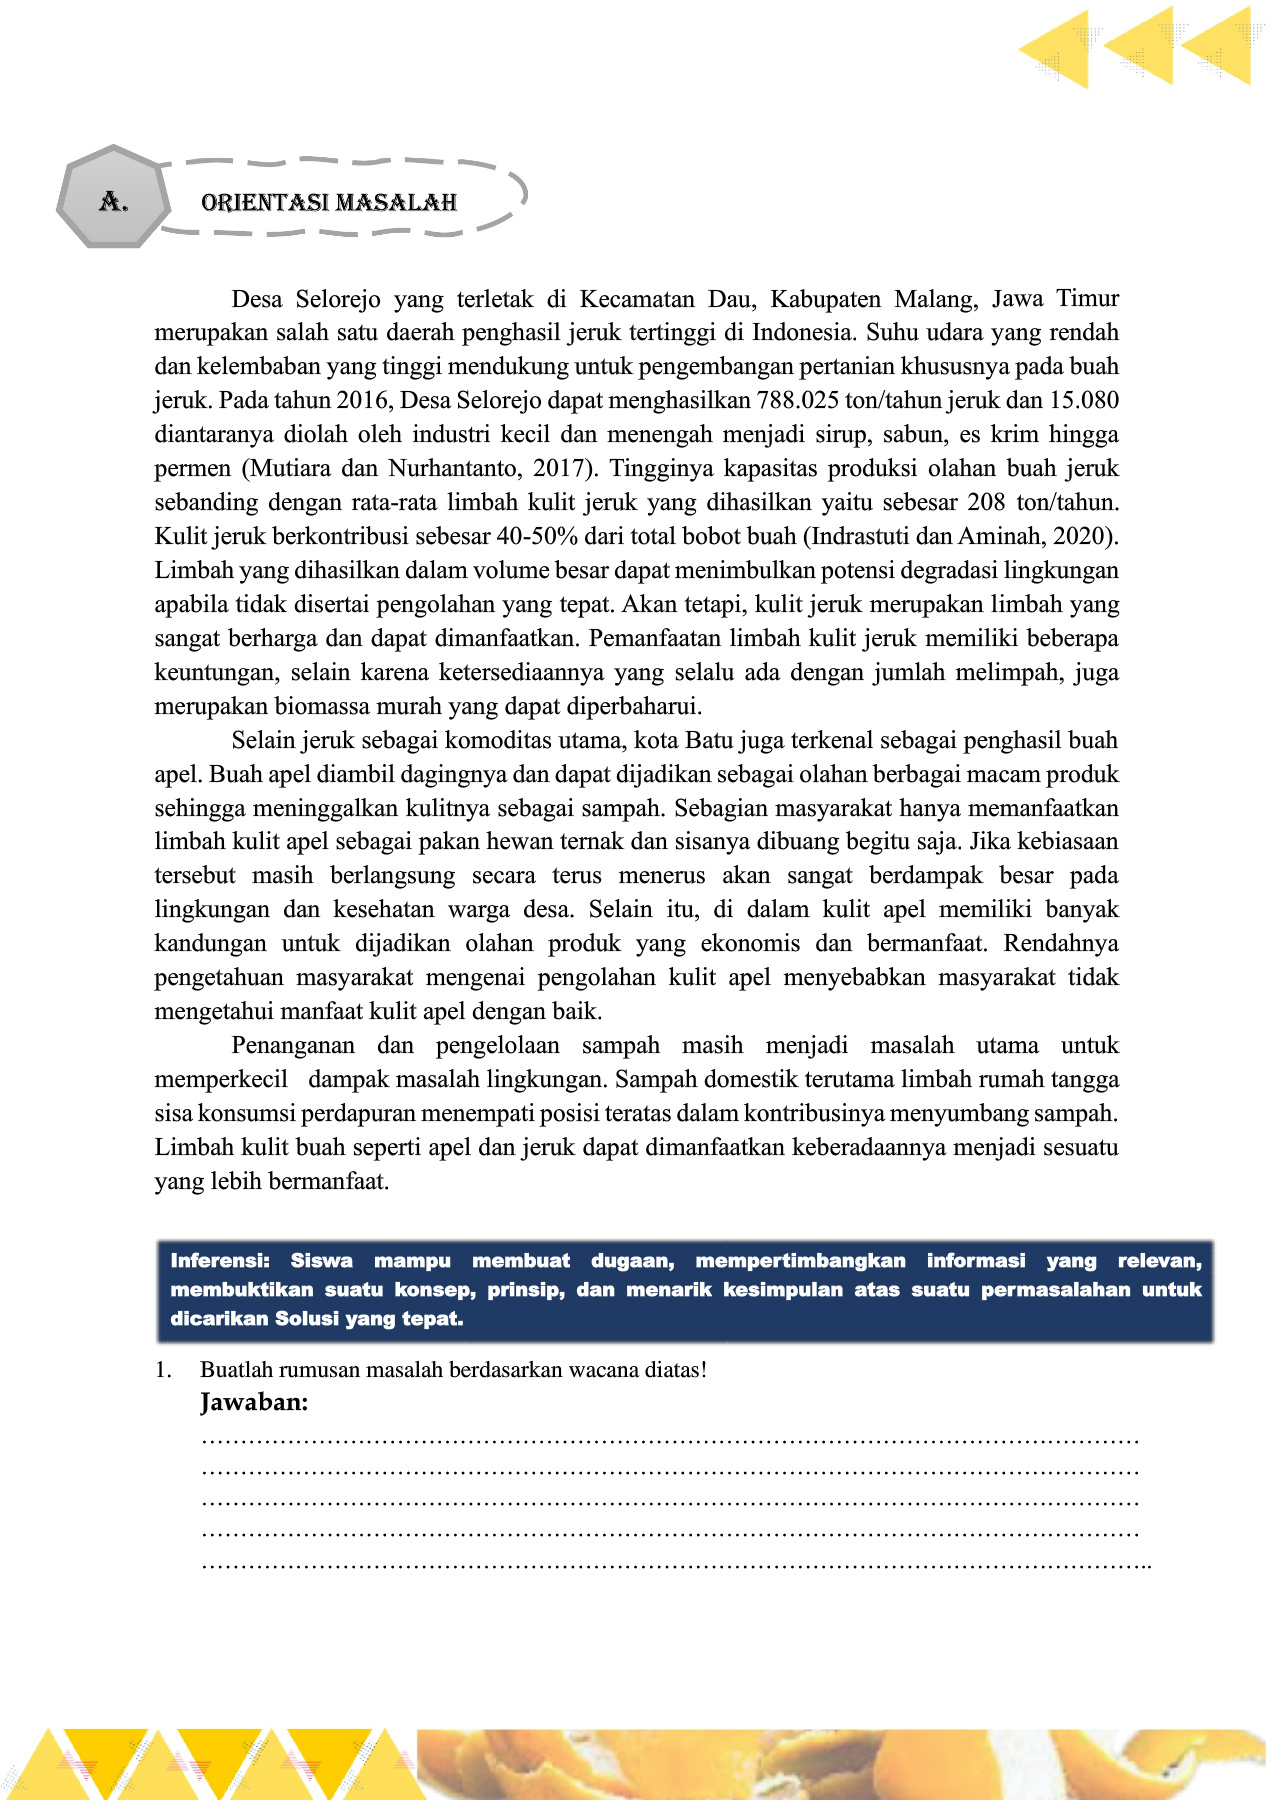 A.
ORIENTASI MASALAH
Desa Selorejo yang terletak di Kecamatan Dau, Kabupaten Malang, Jawa Timur
merupakan salah satu daerah penghasil jeruk tertinggi di Indonesia. Suhu udara yang rendah
dan kelembaban yang tinggi mendukung untuk pengembangan pertanian khususnya pada buah
jeruk. Pada tahun 2016, Desa Selorejo dapat menghasilkan 788.025 ton/tahun jeruk dan 15.080
diantaranya diolah oleh industri kecil dan menengah menjadi sirup, sabun, es krim hingga
permen (Mutiara dan Nurhantanto, 2017). Tingginya kapasitas produksi olahan buah jeruk
sebanding dengan rata-rata limbah kulit jeruk yang dihasilkan yaitu sebesar 208 ton/tahun.
Kulit jeruk berkontribusi sebesar 40-50% dari total bobot buah (Indrastuti dan Aminah, 2020).
Limbah yang dihasilkan dalam volume besar dapat menimbulkan potensi degradasi lingkungan
apabila tidak disertai pengolahan yang tepat. Akan tetapi, kulit jeruk merupakan limbah yang
sangat berharga dan dapat dimanfaatkan. Pemanfaatan limbah kulit jeruk memiliki beberapa
keuntungan, selain karena ketersediaannya yang selalu ada dengan jumlah melimpah, juga
merupakan biomassa murah yang dapat diperbaharui.
Selain jeruk sebagai komoditas utama, kota Batu juga terkenal sebagai penghasil buah
apel. Buah apel diambil dagingnya dan dapat dijadikan sebagai olahan berbagai macam produk
sehingga meninggalkan kulitnya sebagai sampah. Sebagian masyarakat hanya memanfaatkan
limbah kulit apel sebagai pakan hewan ternak dan sisanya dibuang begitu saja. Jika kebiasaan
tersebut masih berlangsung secara terus menerus akan sangat berdampak besar pada
lingkungan dan kesehatan warga desa. Selain itu, di dalam kulit apel memiliki banyak
kandungan untuk dijadikan olahan produk yang ekonomis dan bermanfaat. Rendahnya
pengetahuan masyarakat mengenai pengolahan kulit apel menyebabkan masyarakat tidak
mengetahui manfaat kulit apel dengan baik.
Penanganan dan pengelolaan sampah masih menjadi masalah utama untuk
memperkecil dampak masalah lingkungan. Sampah domestik terutama limbah rumah tangga
sisa konsumsi perdapuran menempati posisi teratas dalam kontribusinya menyumbang sampah.
Limbah kulit buah seperti apel dan jeruk dapat dimanfaatkan keberadaannya menjadi sesuatu
yang lebih bermanfaat.
Inferensi: Siswa mampu membuat dugaan, mempertimbangkan informasi yang relevan,
membuktikan suatu konsep, prinsip, dan menarik kesimpulan atas suatu permasalahan untuk
dicarikan Solusi yang tepat.
1. Buatlah rumusan masalah berdasarkan wacana diatas!
Jawaban:
……………………………………………………………………………………………………………
……………………………………………………………………………………………………………
……………………………………………………………………………………………………………
……………………………………………………………………………………………………………
……………………………………………………………………………………………………………..